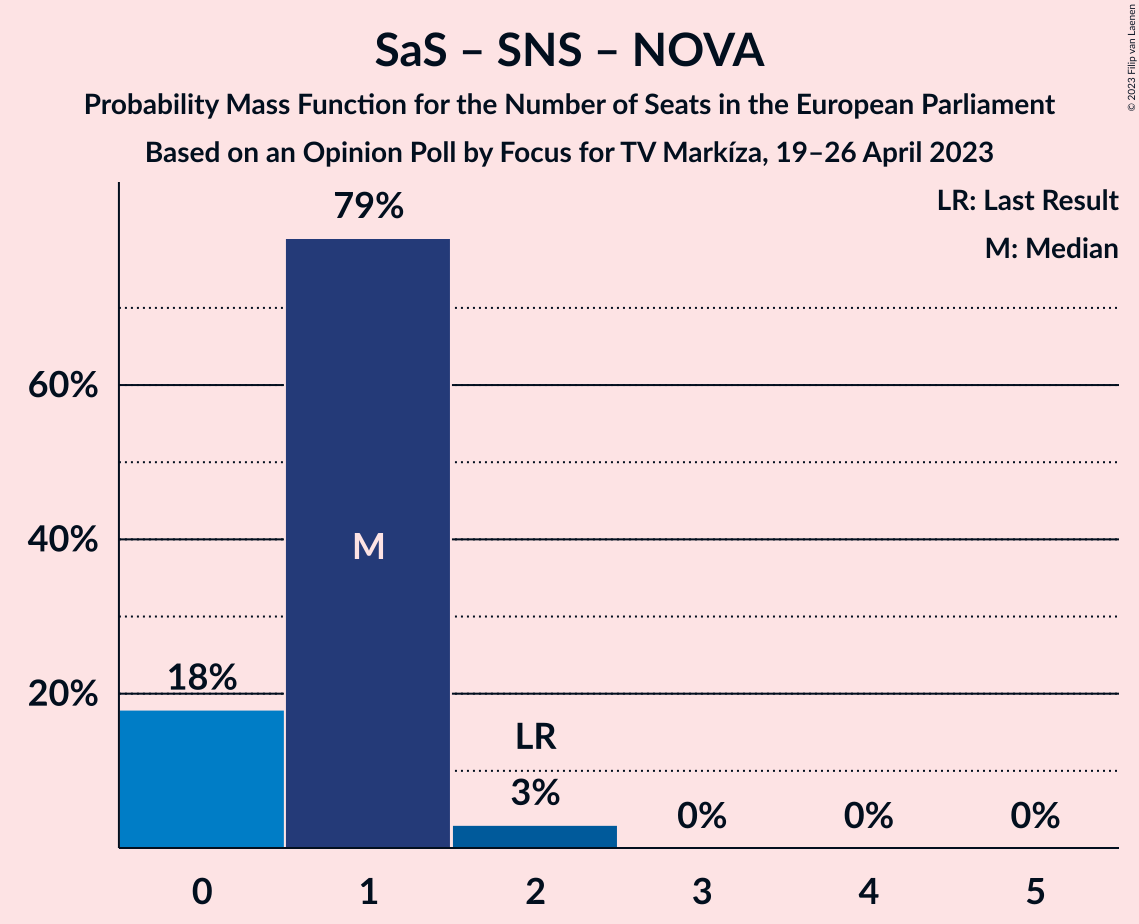 SaS – SNS – NOVA
Probability Mass Function for the Number of Seats in the European Parliament
Based on an Opinion Poll by Focus for TV Markíza, 19–26 April 2023
© 2023 Filip van Laenen
LR: Last Result
M: Median
79%
60%
40%
M
18%
20%
LR
3%
0%
0%
0%
0
1
2
3
4
5